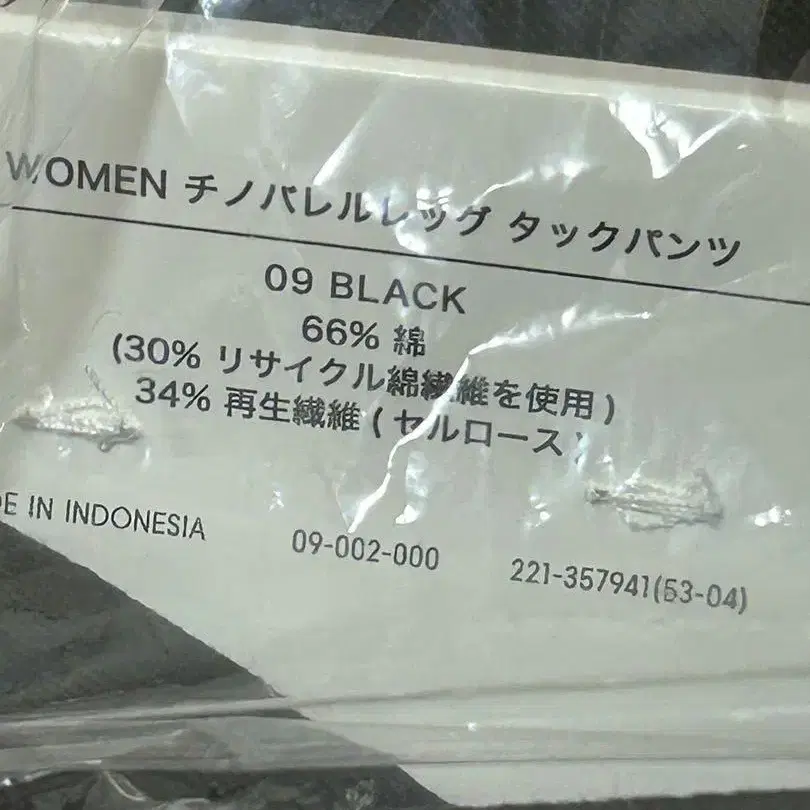 WOMEN チノバレルレッグ タックパンツ
09 BLACK
66% 綿
(30% リサイクル綿繊維を使用)
34% 再生繊維 (セルロース)
DE IN INDONESIA
09-002-000
221-357941(53-04)